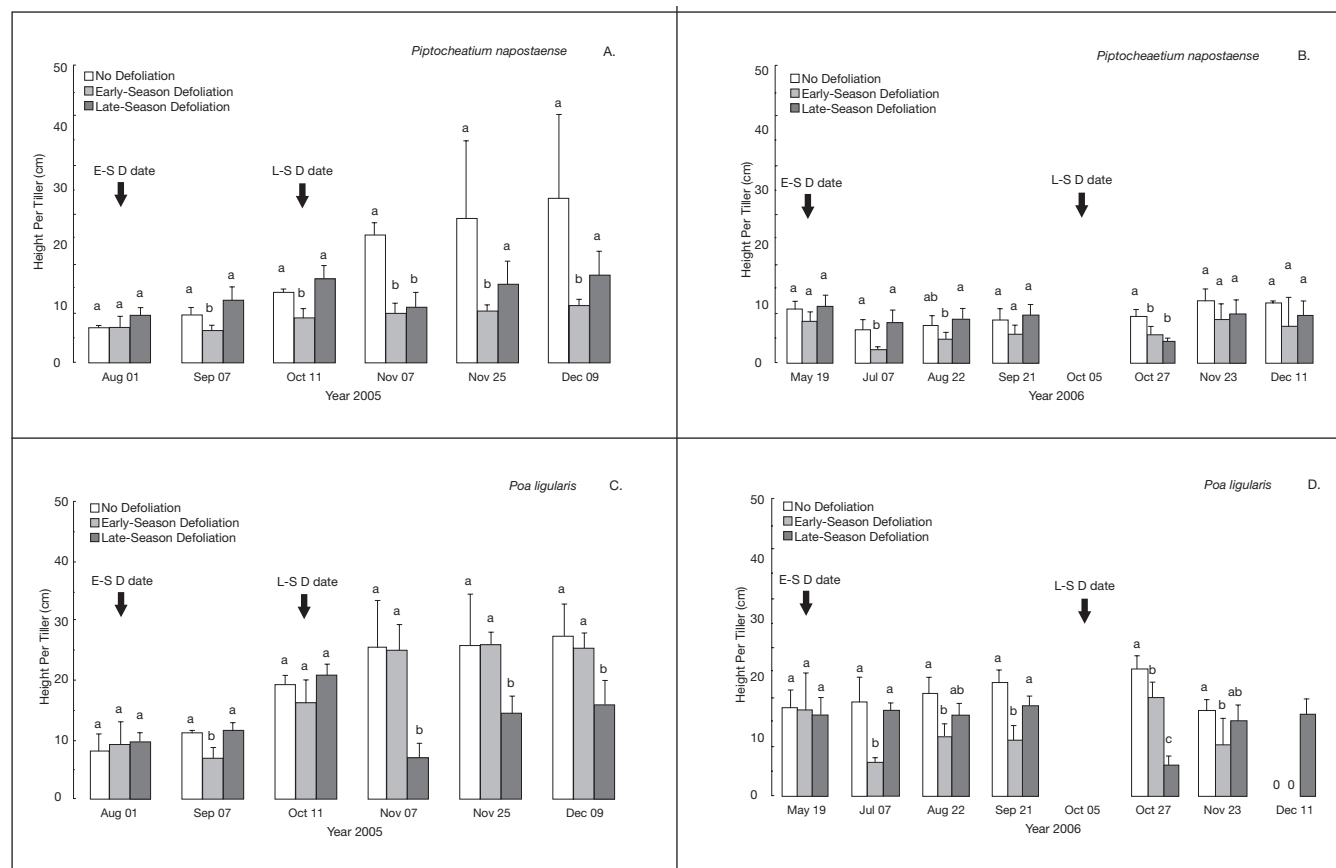 Piptocheatium napostaense A.
50
40
30
20
10
0
Height Per Tiller (cm)
No Defoliation
Early-Season Defoliation
Late-Season Defoliation
E-S D date
L-S D date
a a a
a b a
a b a
a b b
a b a
a b a
Aug 01 Sep 07 Oct 11 Nov 07 Nov 25 Dec 09
Year 2005
Piptocheaetium napostaense B.
50
40
30
20
10
0
Height Per Tiller (cm)
No Defoliation
Early-Season Defoliation
Late-Season Defoliation
E-S D date
L-S D date
a a a
a b a
ab b a
a a a
a b b
a a a
a a a
May 19 Jul 07 Aug 22 Sep 21 Oct 05 Oct 27 Nov 23 Dec 11
Year 2006
Poa ligularis C.
50
40
30
20
10
0
Height Per Tiller (cm)
No Defoliation
Early-Season Defoliation
Late-Season Defoliation
E-S D date
L-S D date
a a a
a b a
a a a
a a b
a a b
a a b
Aug 01 Sep 07 Oct 11 Nov 07 Nov 25 Dec 09
Year 2005
Poa ligularis D.
50
40
30
20
10
0
Height Per Tiller (cm)
No Defoliation
Early-Season Defoliation
Late-Season Defoliation
E-S D date
L-S D date
a a a
a b a
a b ab
a b a
a b c
a b ab
0 0
May 19 Jul 07 Aug 22 Sep 21 Oct 05 Oct 27 Nov 23 Dec 11
Year 2006